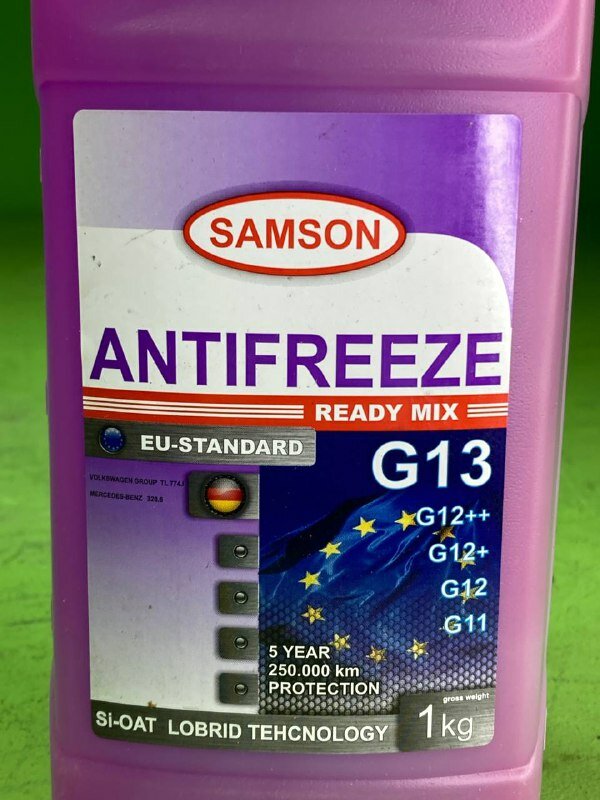 SAMSON
ANTIFREEZE
READY MIX
EU-STANDARD
G13
VOLKSWAGEN GROUP TL 774J
MERCEDES-BENZ 326.6
G12++
G12+
G12
G11
5 YEAR
250.000 km
PROTECTION
gross weight
1kg
Si-OAT LOBRID TEHCNOLOGY